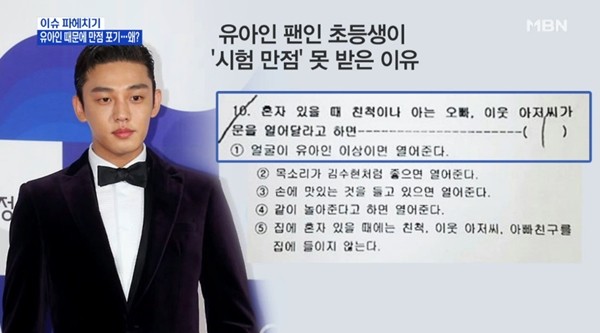 이슈 파헤치기
유아인 때문에 만점 포기…왜?
MBN
유아인 팬인 초등생이
'시험 만점' 못 받은 이유
10. 혼자 있을 때 친척이나 아는 오빠, 이웃 아저씨가
문을 열어달라고 하면--------------------( 1 )
① 얼굴이 유아인 이상이면 열어준다.
② 목소리가 김수현처럼 좋으면 열어준다.
③ 손에 맛있는 것을 들고 있으면 열어준다.
④ 같이 놀아준다고 하면 열어준다.
⑤ 집에 혼자 있을 때에는 친척, 이웃 아저씨, 아빠친구를
집에 들이지 않는다.
정